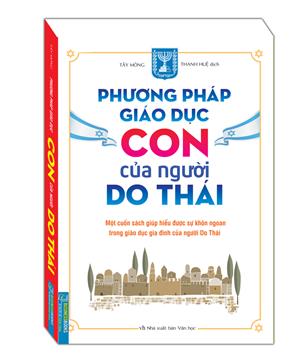 TÂY MÔNG
THANH HUỆ dịch
PHƯƠNG PHÁP
GIÁO DỤC
CON
của người
DO THÁI
Một cuốn sách giúp hiểu được sự khôn ngoan
trong giáo dục gia đình của người Do Thái
Nhà xuất bản Văn học
PHƯƠNG PHÁP GIÁO DỤC
CON
CỦA NGƯỜI
DO THÁI